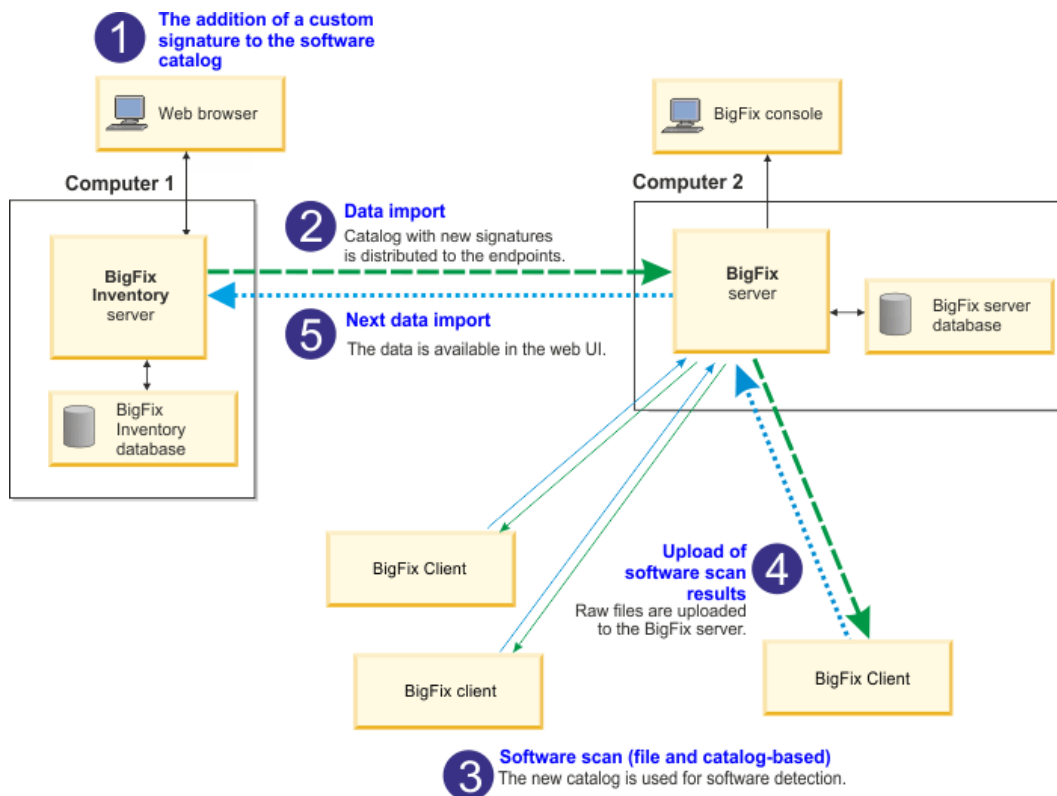 1
The addition of a custom
signature to the software
catalog
Web browser
BigFix console
Computer 1
Computer 2
2
Data import
Catalog with new signatures
is distributed to the endpoints.
BigFix
Inventory
server
BigFix
server
5
Next data import
The data is available in the web UI.
BigFix server
database
BigFix
Inventory
database
BigFix Client
Upload of
software scan
results
4
Raw files are uploaded
to the BigFix server.
BigFix client
BigFix Client
3
Software scan (file and catalog-based)
The new catalog is used for software detection.